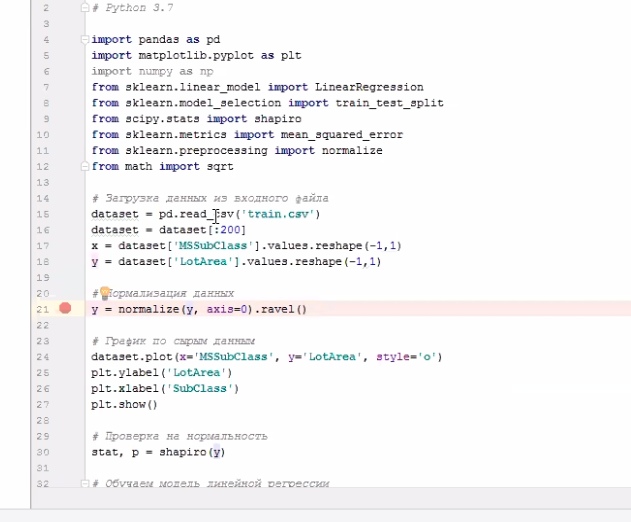 2 # Python 3.7
3
4 import pandas as pd
5 import matplotlib.pyplot as plt
6 import numpy as np
7 from sklearn.linear_model import LinearRegression
8 from sklearn.model_selection import train_test_split
9 from scipy.stats import shapiro
10 from sklearn.metrics import mean_squared_error
11 from sklearn.preprocessing import normalize
12 from math import sqrt
13
14 # Загрузка данных из входного файла
15 dataset = pd.read_csv('train.csv')
16 dataset = dataset[:200]
17 x = dataset['MSSubClass'].values.reshape(-1,1)
18 y = dataset['LotArea'].values.reshape(-1,1)
19
20 # Нормализация данных
21 y = normalize(y, axis=0).ravel()
22
23 # График по сырым данным
24 dataset.plot(x='MSSubClass', y='LotArea', style='o')
25 plt.ylabel('LotArea')
26 plt.xlabel('SubClass')
27 plt.show()
28
29 # Проверка на нормальность
30 stat, p = shapiro(y)
31
32 # Обучаем модель линейной регрессии